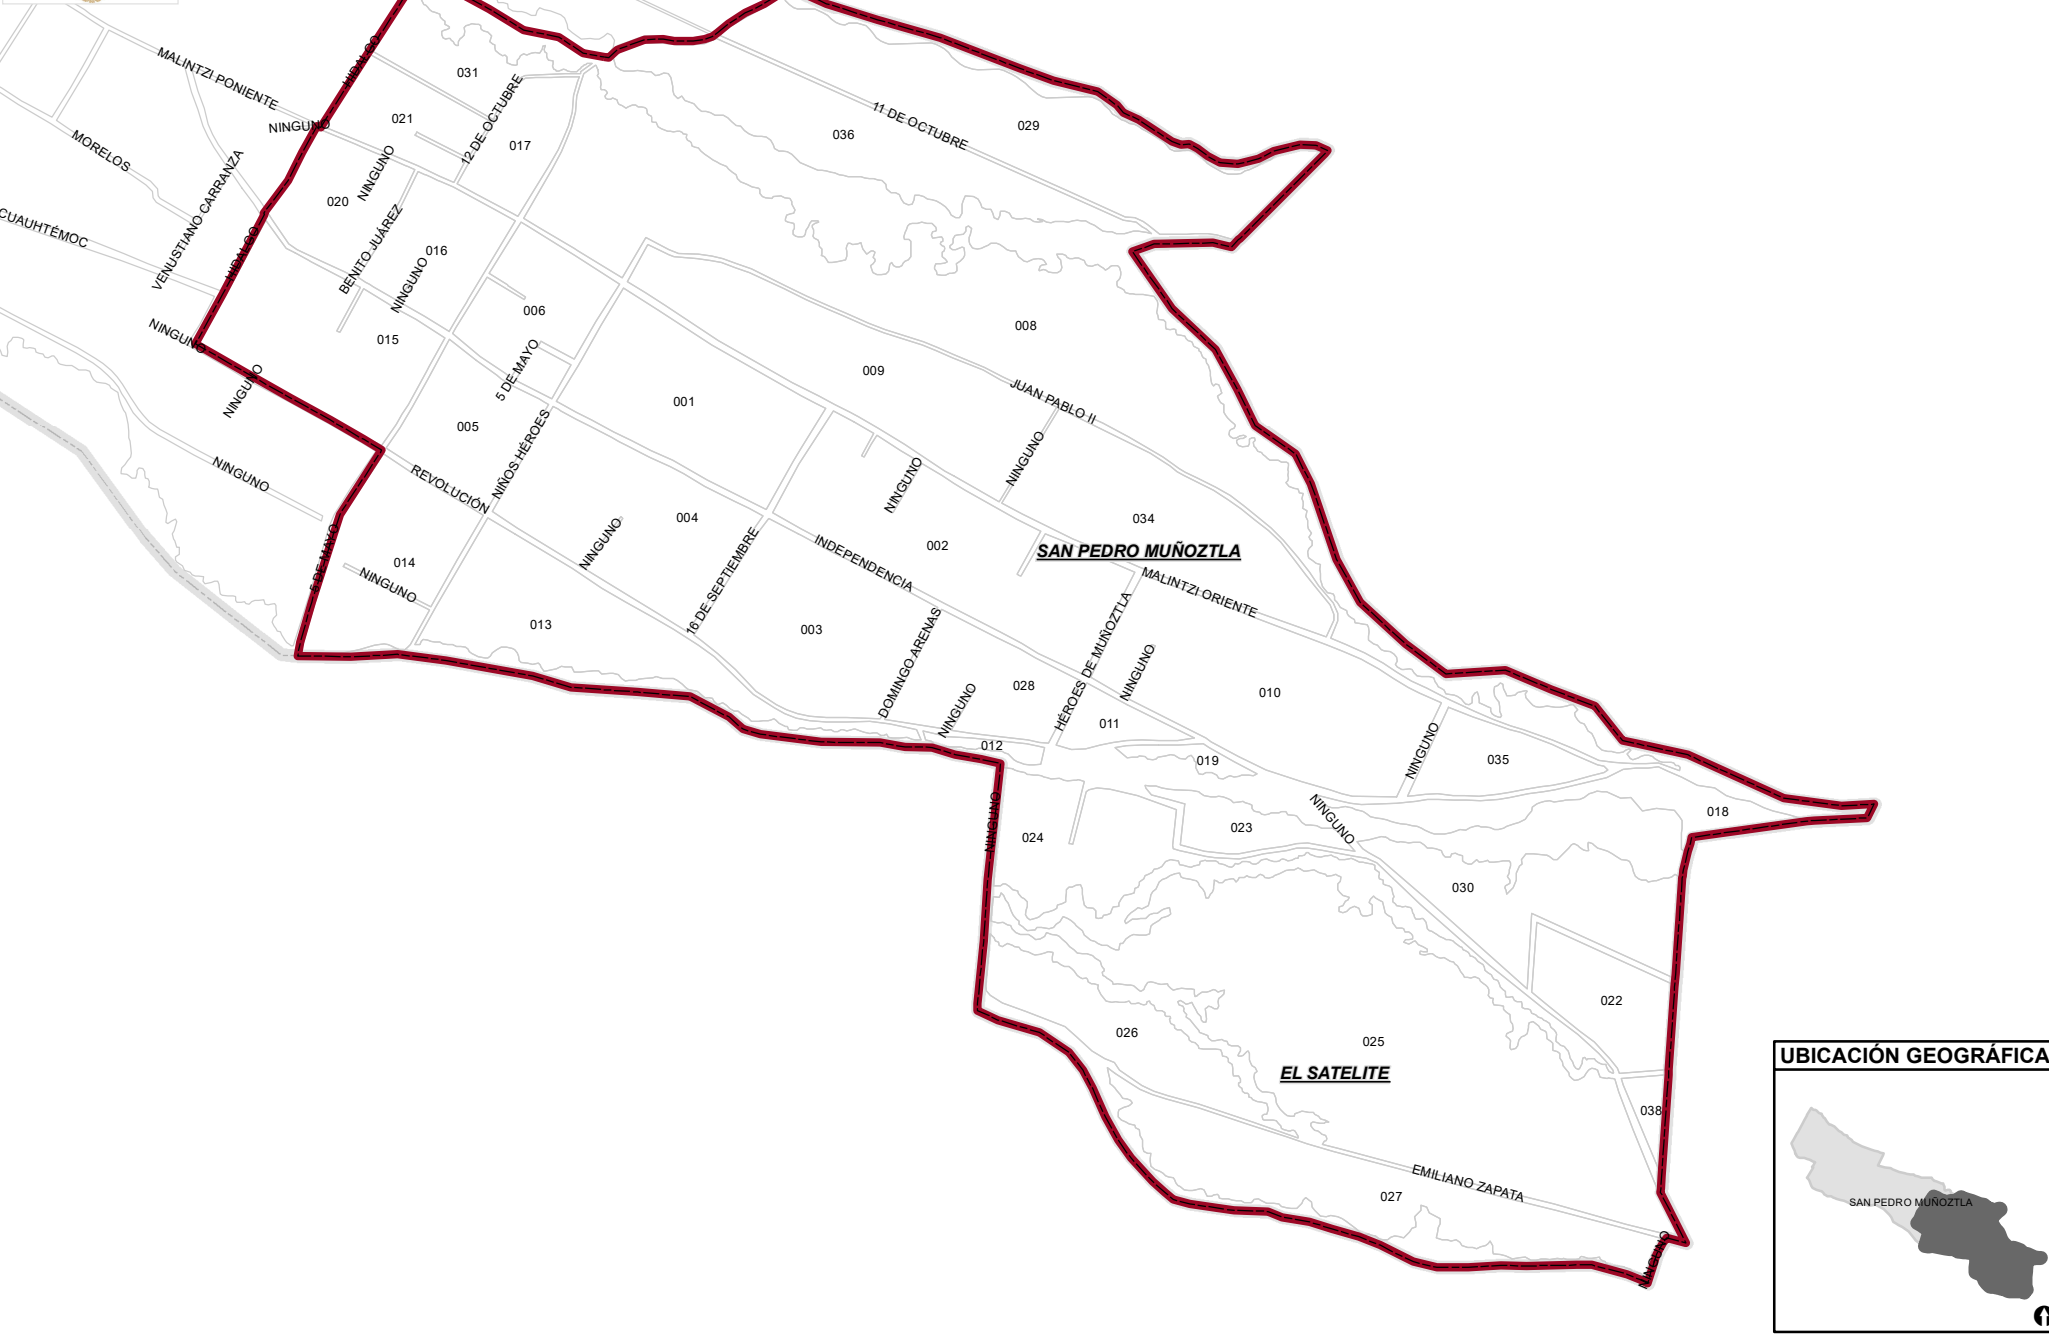 HIDALGO
MALINTZI PONIENTE
031
12 DE OCTUBRE
021
NINGUNO
017
11 DE OCTUBRE
036
029
MORELOS
VENUSTIANO CARRANZA
NINGUNO
020
CUAUHTÉMOC
HIDALGO
BENITO JUÁREZ
016
NINGUNO
006
008
NINGUNO
015
5 DE MAYO
009
NINGUNO
001
JUAN PABLO II
005
NIÑOS HÉROES
NINGUNO
REVOLUCIÓN
NINGUNO
NINGUNO
004
034
NINGUNO
16 DE SEPTIEMBRE
INDEPENDENCIA
002
SAN PEDRO MUÑOZTLA
5 DE MAYO
014
NINGUNO
MALINTZI ORIENTE
013
003
DOMINGO ARENAS
HÉROES DE MUÑOZTLA
NINGUNO
028
010
NINGUNO
011
012
NINGUNO
019
035
NINGUNO
024
023
NINGUNO
018
030
022
026
025
EL SATELITE
038
EMILIANO ZAPATA
027
NINGUNO
UBICACIÓN GEOGRÁFICA
SAN PEDRO MUÑOZTLA